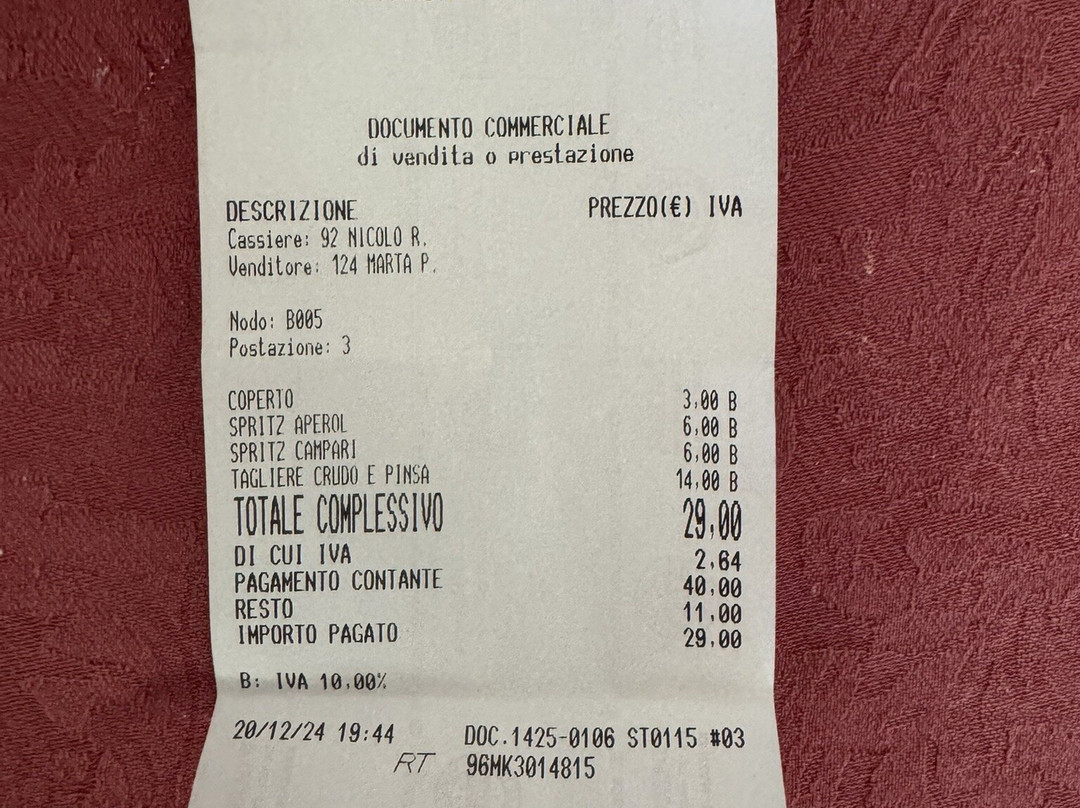 DOCUMENTO COMMERCIALE
di vendita o prestazione
DESCRIZIONE PREZZO(€) IVA
Cassiere: 92 NICOLO R.
Venditore: 124 MARTA P.
Nodo: B005
Postazione: 3
COPERTO 3,00 B
SPRITZ APEROL 6,00 B
SPRITZ CAMPARI 6,00 B
TAGLIERE CRUDO E PINSA 14,00 B
TOTALE COMPLESSIVO 29,00
DI CUI IVA 2,64
PAGAMENTO CONTANTE 40,00
RESTO 11,00
IMPORTO PAGATO 29,00
B: IVA 10,00%
20/12/24 19:44 DOC.1425-0106 ST0115 #03
RT 96MK3014815